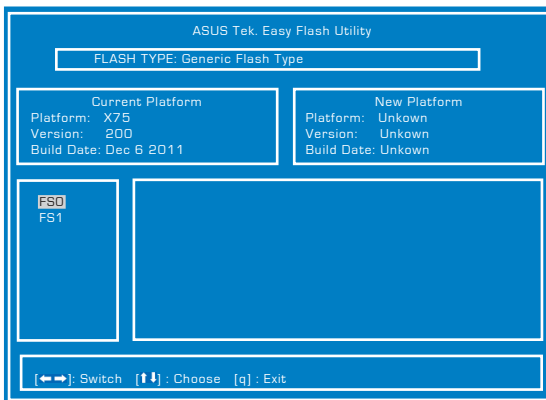 ASUS Tek. Easy Flash Utility
FLASH TYPE: Generic Flash Type
Current Platform
Platform: X75
Version: 200
Build Date: Dec 6 2011
New Platform
Platform: Unkown
Version: Unkown
Build Date: Unkown
FS0
FS1
[←→]: Switch [↑↓] : Choose [q] : Exit